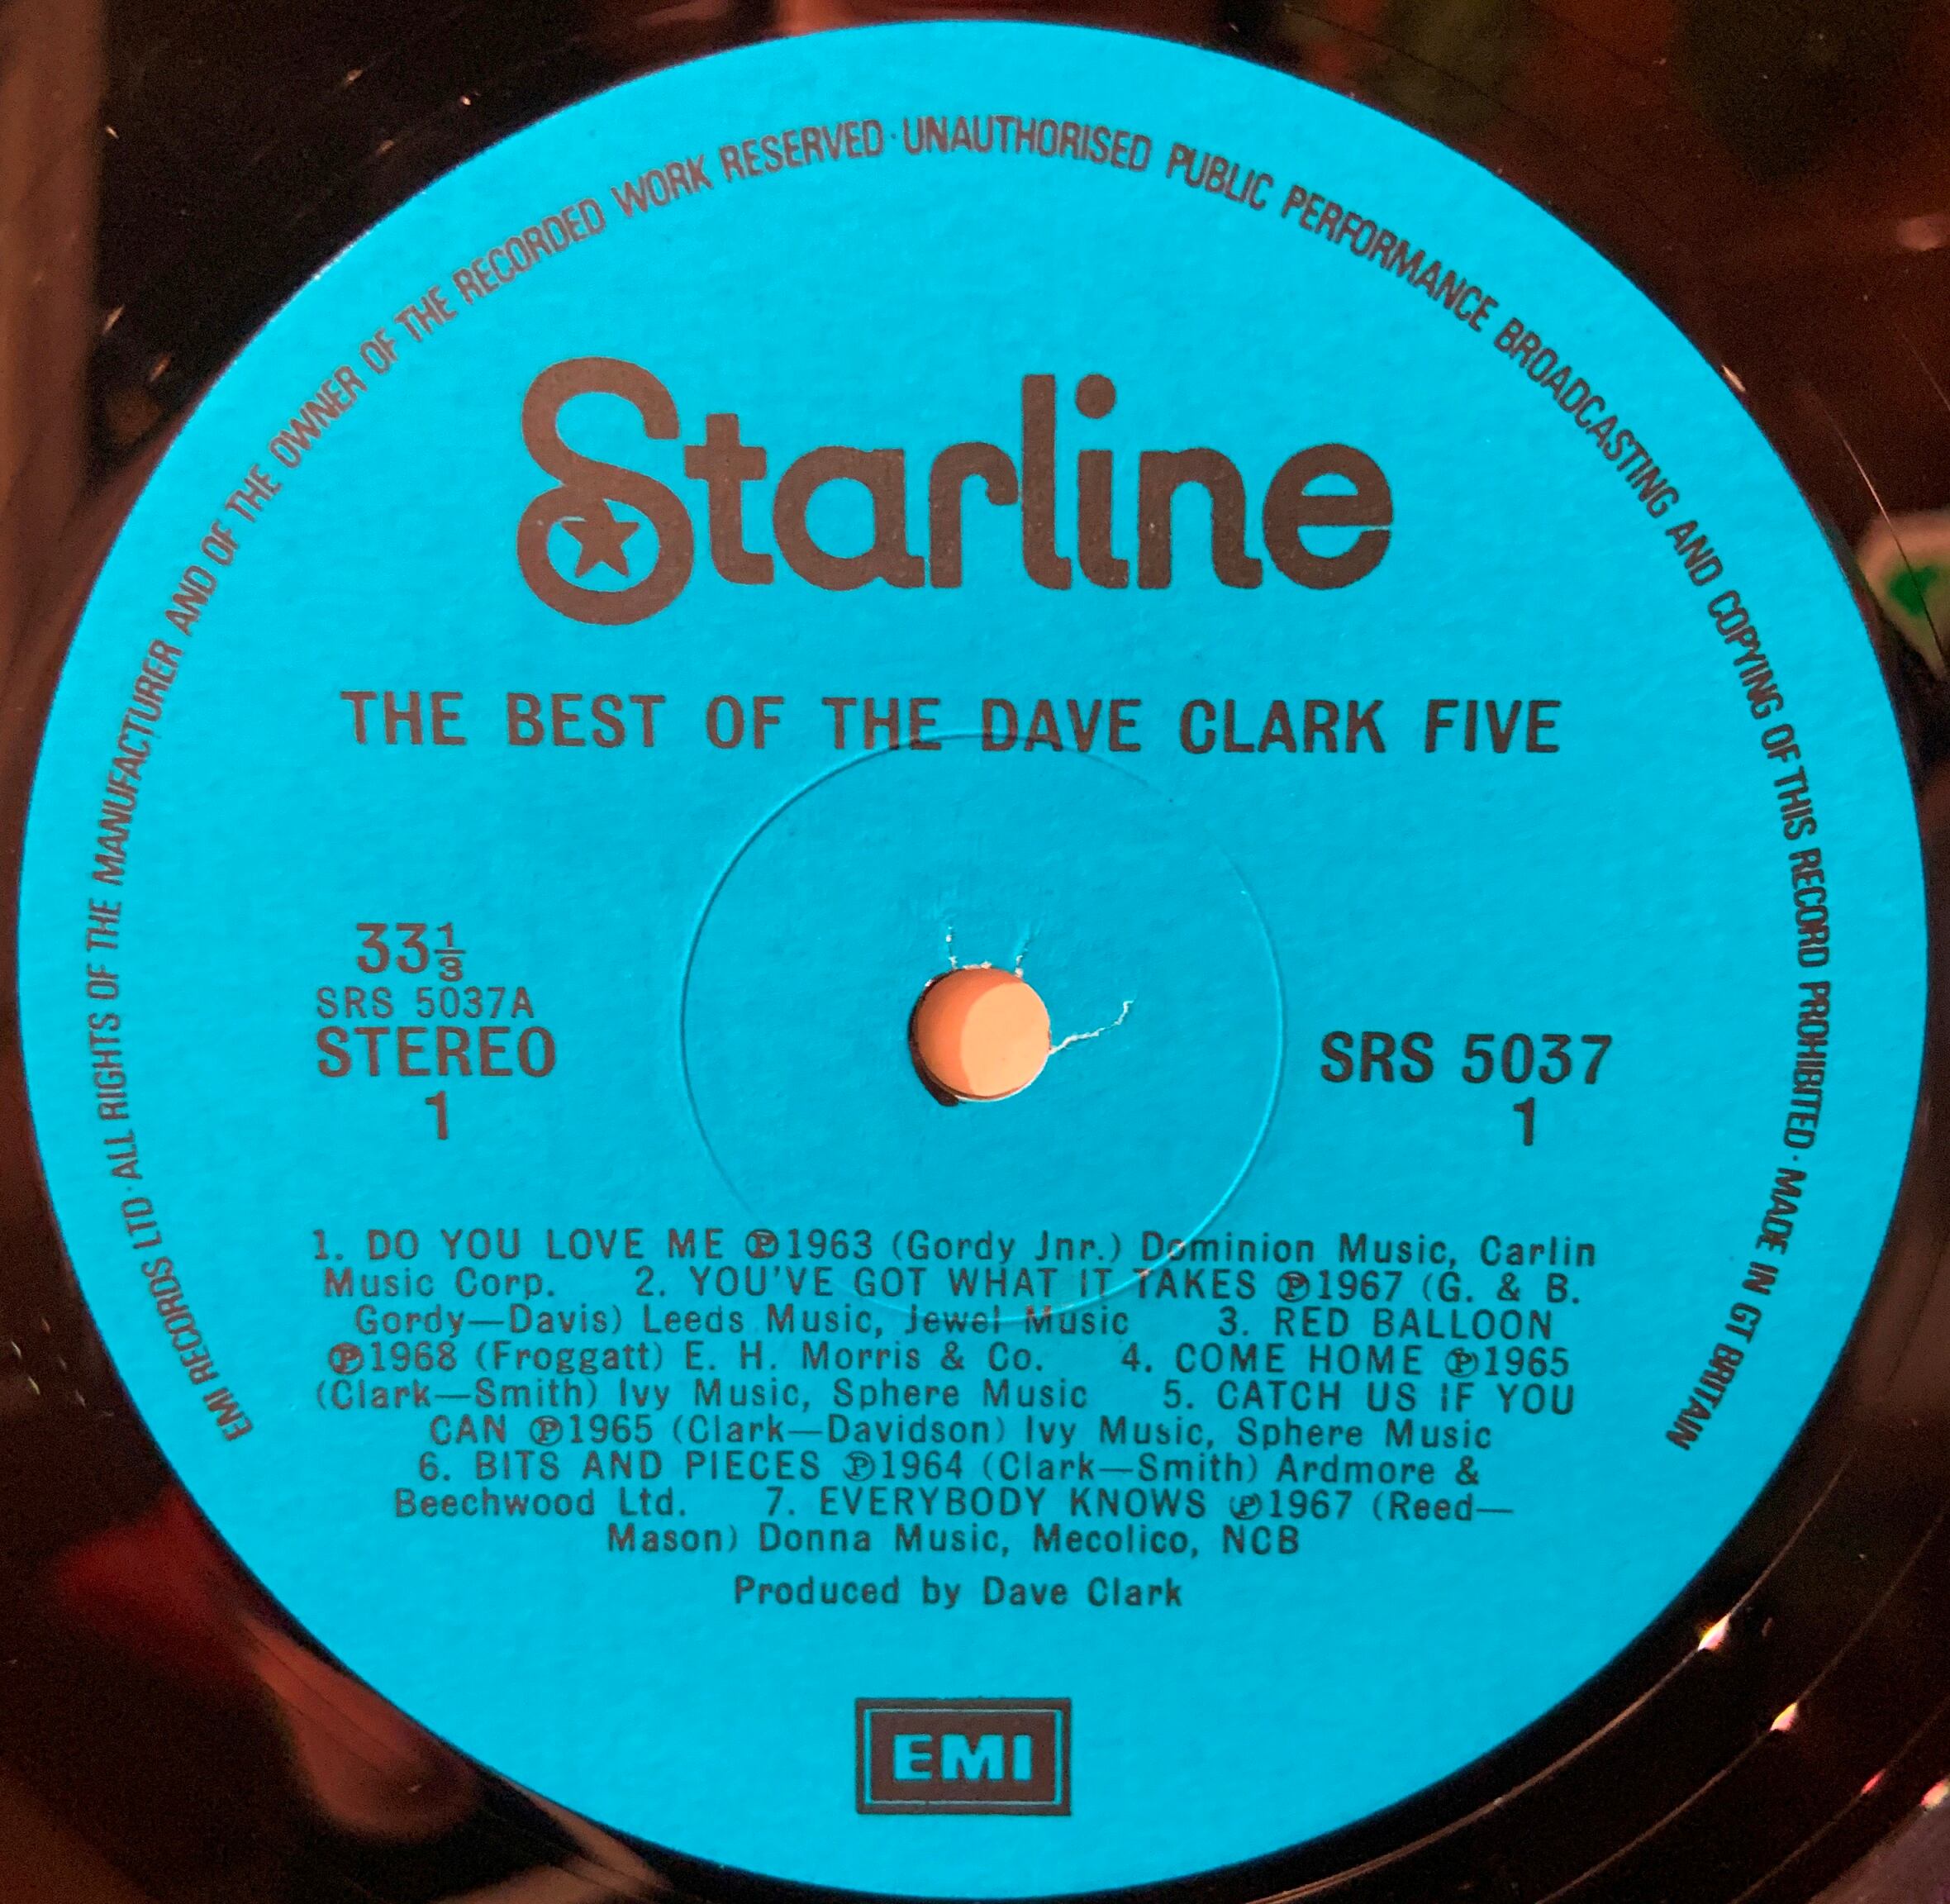 EMI RECORDS LTD · ALL RIGHTS OF THE MANUFACTURER AND OF THE OWNER OF THE RECORDED WORK RESERVED · UNAUTHORISED PUBLIC PERFORMANCE BROADCASTING AND COPYING OF THIS RECORD PROHIBITED · MADE IN GT BRITAIN
Starline
THE BEST OF THE DAVE CLARK FIVE
33⅓
SRS 5037A
STEREO
1
SRS 5037
1
1. DO YOU LOVE ME ℗1963 (Gordy Jnr.) Dominion Music, Carlin
Music Corp. 2. YOU'VE GOT WHAT IT TAKES ℗1967 (G. & B.
Gordy—Davis) Leeds Music, Jewel Music 3. RED BALLOON
℗1968 (Froggatt) E. H. Morris & Co. 4. COME HOME ℗1965
(Clark—Smith) Ivy Music, Sphere Music 5. CATCH US IF YOU
CAN ℗1965 (Clark—Davidson) Ivy Music, Sphere Music
6. BITS AND PIECES ℗1964 (Clark—Smith) Ardmore &
Beechwood Ltd. 7. EVERYBODY KNOWS ℗1967 (Reed—
Mason) Donna Music, Mecolico, NCB
Produced by Dave Clark
EMI